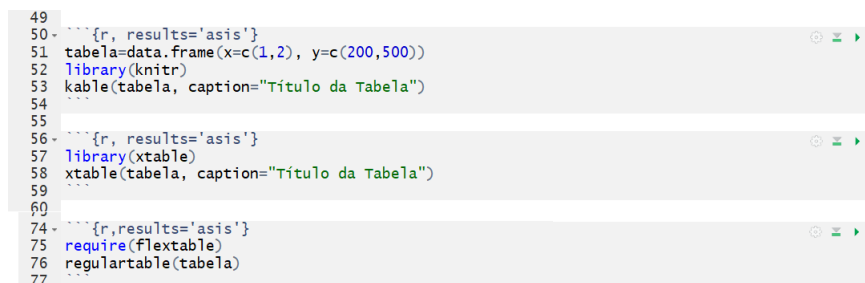 49
50 ```{r, results='asis'}
51 tabela=data.frame(x=c(1,2), y=c(200,500))
52 library(knitr)
53 kable(tabela, caption="Título da Tabela")
54 ```
55
56 ```{r, results='asis'}
57 library(xtable)
58 xtable(tabela, caption="Título da Tabela")
59 ```
60
74 ```{r,results='asis'}
75 require(flextable)
76 regulartable(tabela)
77 ```